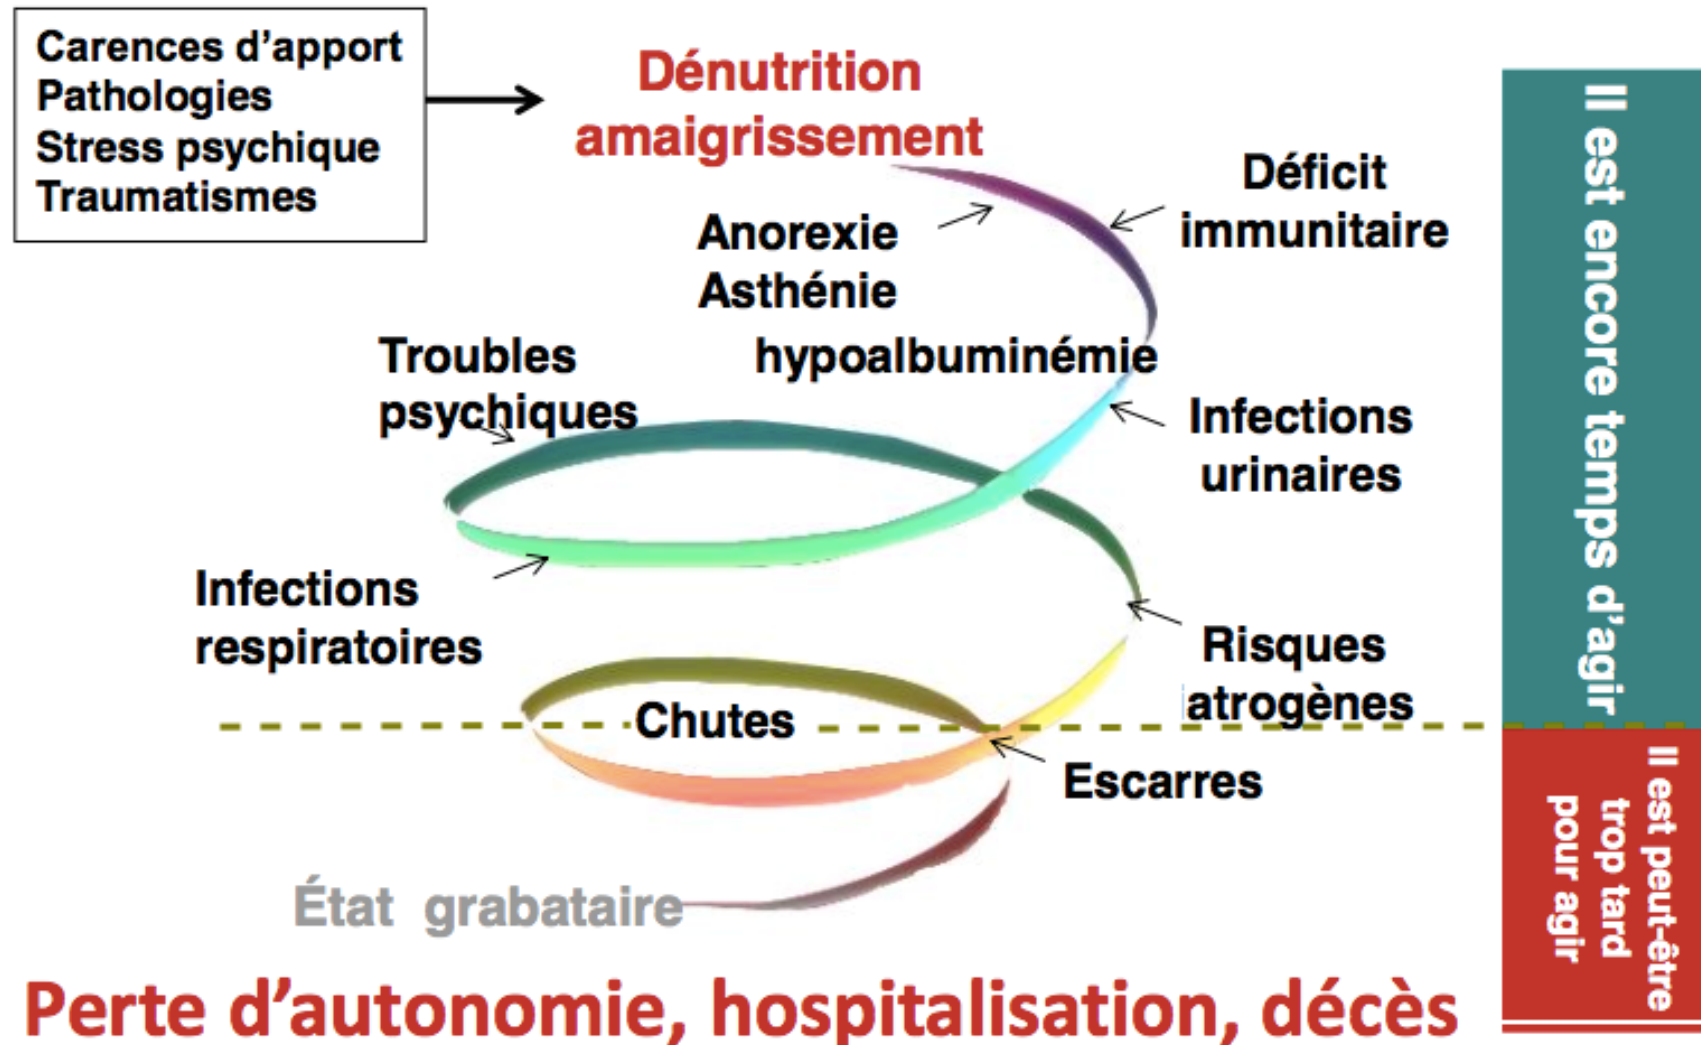 Carences d’apport
Pathologies
Stress psychique
Traumatismes
Dénutrition
amaigrissement
Déficit
immunitaire
Anorexie
Asthénie
hypoalbuminémie
Troubles
psychiques
Infections
urinaires
Infections
respiratoires
Risques
iatrogènes
Chutes
Escarres
État grabataire
Perte d’autonomie, hospitalisation, décès
Il est encore temps d’agir
Il est peut-être
trop tard
pour agir